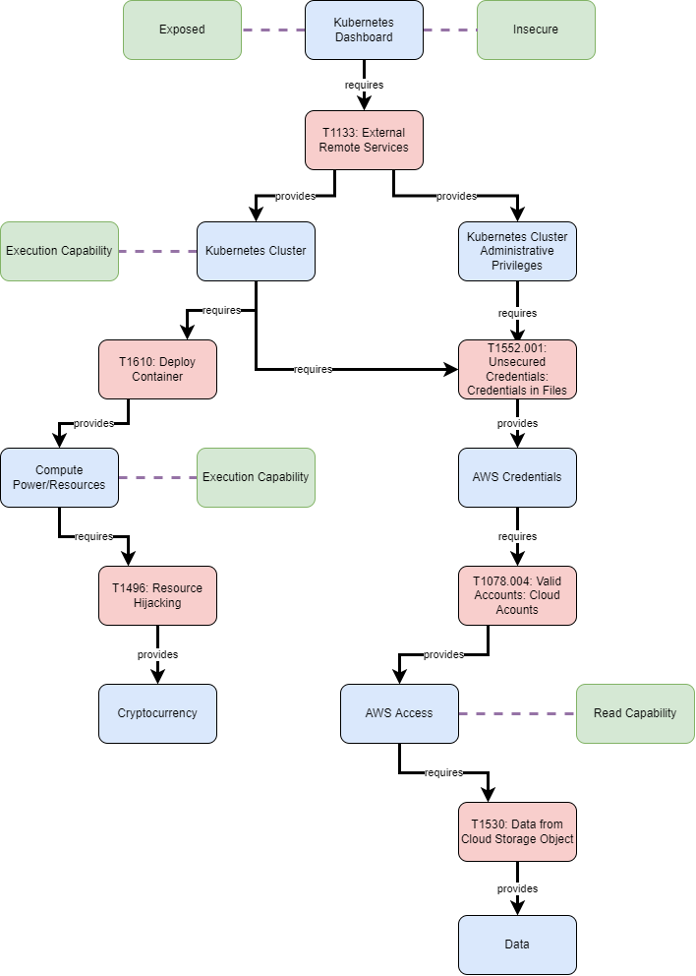 Exposed
Kubernetes
Dashboard
Insecure
requires
T1133: External
Remote Services
provides
provides
Execution Capability
Kubernetes Cluster
Kubernetes Cluster
Administrative
Privileges
requires
requires
T1610: Deploy
Container
requires
T1552.001:
Unsecured
Credentials:
Credentials in Files
provides
provides
Compute
Power/Resources
Execution Capability
AWS Credentials
requires
requires
T1496: Resource
Hijacking
T1078.004: Valid
Accounts: Cloud
Acounts
provides
provides
Cryptocurrency
AWS Access
Read Capability
requires
T1530: Data from
Cloud Storage Object
provides
Data